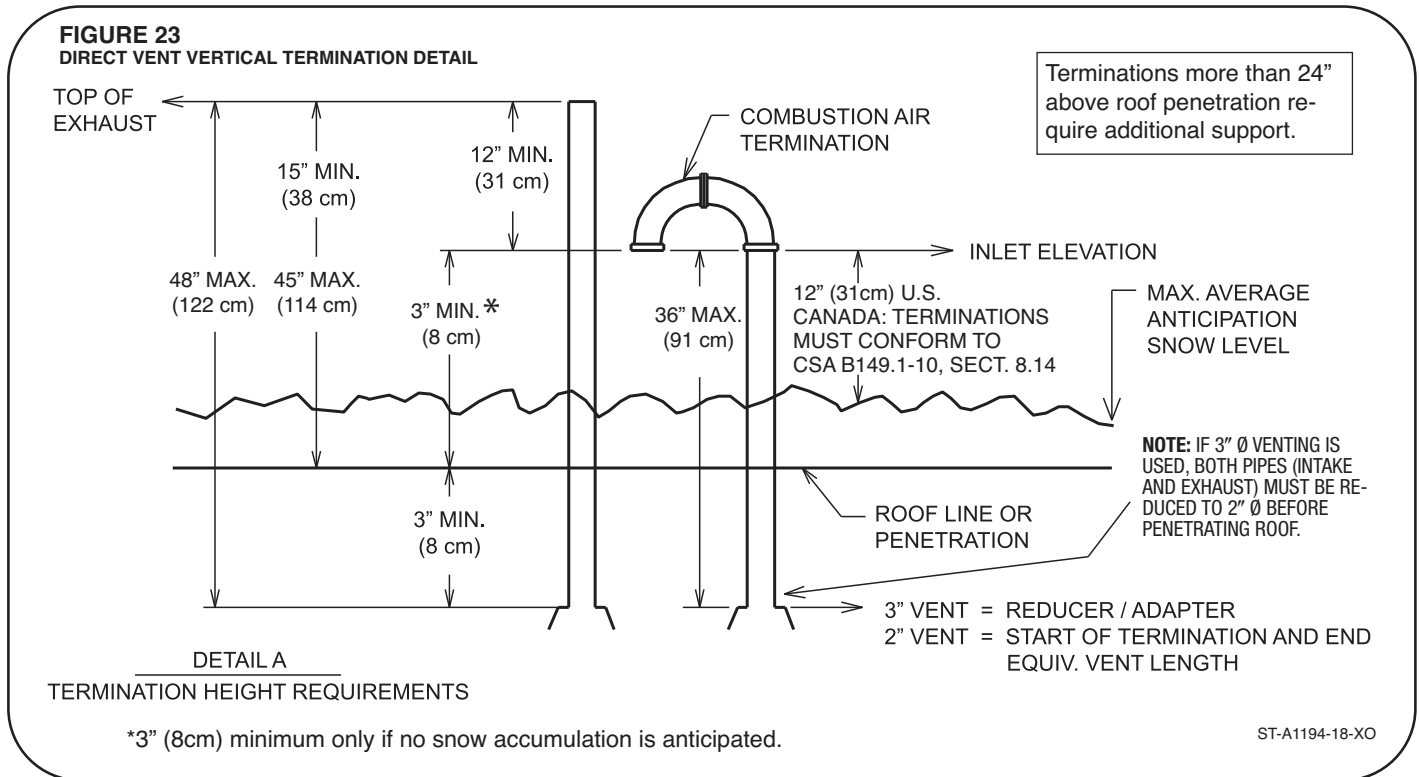 FIGURE 23
DIRECT VENT VERTICAL TERMINATION DETAIL
Terminations more than 24”
above roof penetration re-
quire additional support.
TOP OF
EXHAUST
COMBUSTION AIR
TERMINATION
12” MIN.
(31 cm)
15” MIN.
(38 cm)
INLET ELEVATION
48” MAX.
(122 cm)
45” MAX.
(114 cm)
3” MIN. *
(8 cm)
36” MAX.
(91 cm)
12” (31cm) U.S.
CANADA: TERMINATIONS
MUST CONFORM TO
CSA B149.1-10, SECT. 8.14
MAX. AVERAGE
ANTICIPATION
SNOW LEVEL
NOTE: IF 3” Ø VENTING IS
USED, BOTH PIPES (INTAKE
AND EXHAUST) MUST BE RE-
DUCED TO 2” Ø BEFORE
PENETRATING ROOF.
3” MIN.
(8 cm)
ROOF LINE OR
PENETRATION
3” VENT = REDUCER / ADAPTER
2” VENT = START OF TERMINATION AND END
EQUIV. VENT LENGTH
DETAIL A
TERMINATION HEIGHT REQUIREMENTS
*3” (8cm) minimum only if no snow accumulation is anticipated.
ST-A1194-18-XO